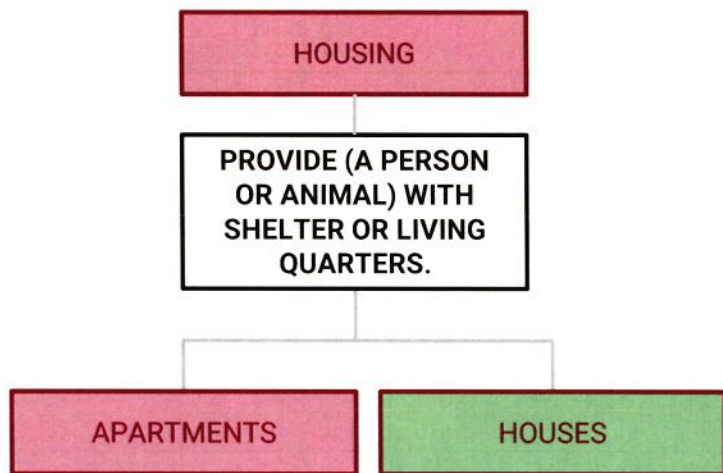 HOUSING
PROVIDE (A PERSON
OR ANIMAL) WITH
SHELTER OR LIVING
QUARTERS.
APARTMENTS
HOUSES